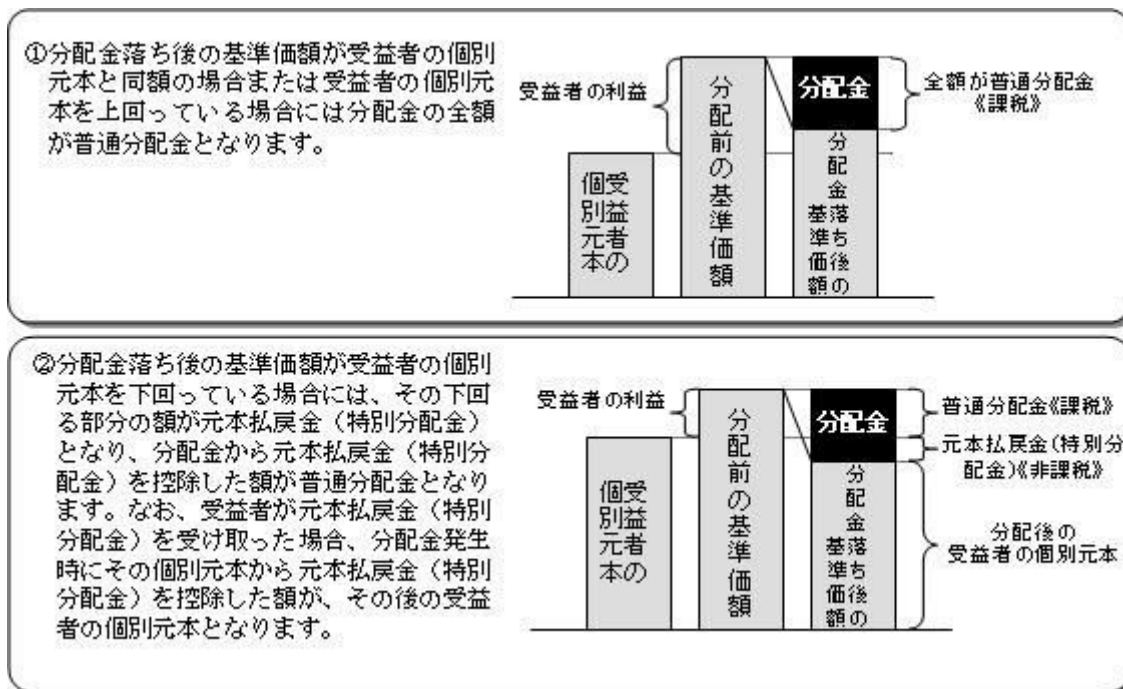 ①分配金落ち後の基準価額が受益者の個別
元本と同額の場合または受益者の個別元
本を上回っている場合には分配金の全額
が普通分配金となります。
受益者の利益
受益者の
個別元本
分配前の基準価額
分配金
分配金落ち後の
基準価額
全額が普通分配金
《課税》
②分配金落ち後の基準価額が受益者の個別
元本を下回っている場合には、その下回
る部分の額が元本払戻金（特別分配金）
となり、分配金から元本払戻金（特別分
配金）を控除した額が普通分配金となり
ます。なお、受益者が元本払戻金（特別
分配金）を受け取った場合、分配金発生
時にその個別元本から元本払戻金（特別
分配金）を控除した額が、その後の受益
者の個別元本となります。
受益者の利益
受益者の
個別元本
分配前の基準価額
分配金
分配金落ち後の
基準価額
普通分配金《課税》
元本払戻金(特別分
配金)《非課税》
分配後の
受益者の個別元本